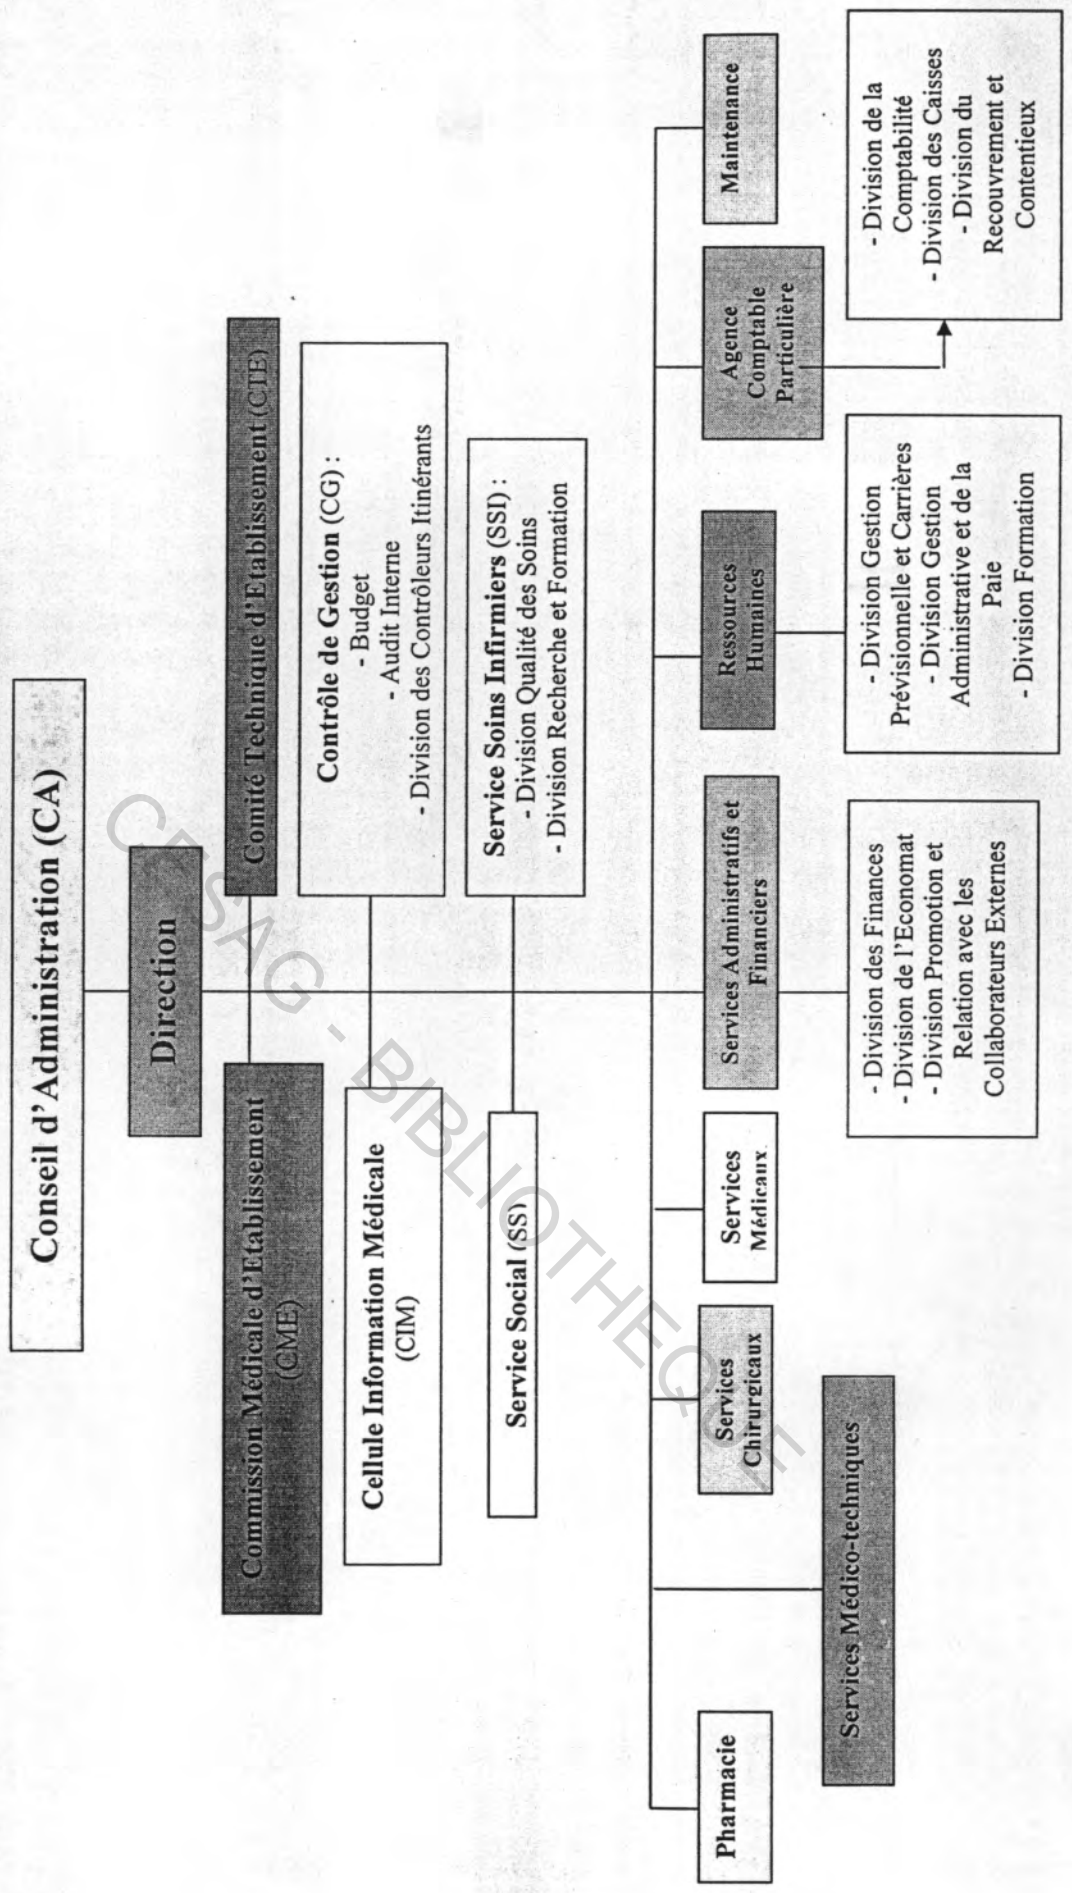 Conseil d'Administration (CA)
Direction
Commission Médicale d'Etablissement
(CME)
Comité Technique d'Etablissement (CTE)
Cellule Information Médicale
(CIM)
Contrôle de Gestion (CG) :
- Budget
- Audit Interne
- Division des Contrôleurs Itinérants
Service Social (SS)
Service Soins Infirmiers (SSI) :
- Division Qualité des Soins
- Division Recherche et Formation
Pharmacie
Services Médico-techniques
Services
Chirurgicaux
Services
Médicaux
Services Administratifs et
Financiers
Ressources
Humaines
Agence
Comptable
Particulière
Maintenance
- Division des Finances
- Division de l'Economat
- Division Promotion et
Relation avec les
Collaborateurs Externes
- Division Gestion
Prévisionnelle et Carrières
- Division Gestion
Administrative et de la
Paie
- Division Formation
- Division de la
Comptabilité
- Division des Caisses
- Division du
Recouvrement et
Contentieux
CESAG - BIBLIOTHEQUE